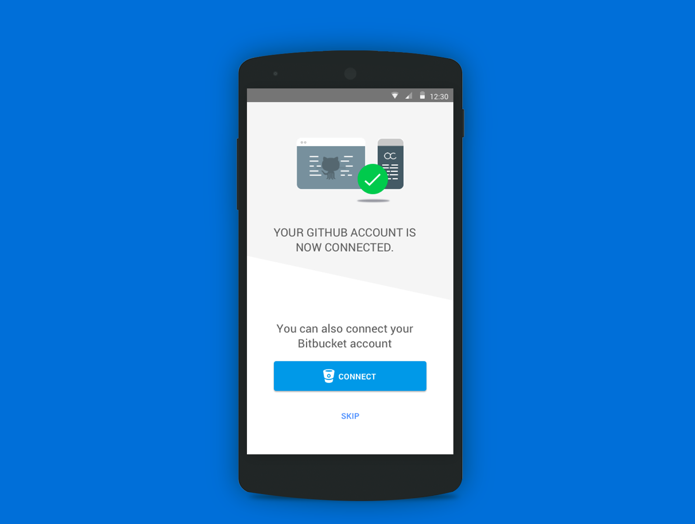 12:30
YOUR GITHUB ACCOUNT IS
NOW CONNECTED.
You can also connect your
Bitbucket account
CONNECT
SKIP